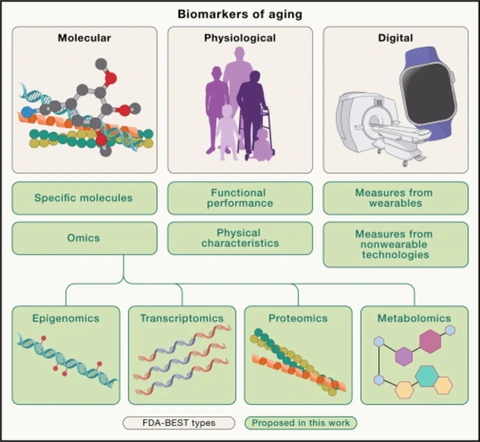 Biomarkers of aging
Molecular
Physiological
Digital
Specific molecules
Functional
performance
Measures from
wearables
Omics
Physical
characteristics
Measures from
nonwearable
technologies
Epigenomics
Transcriptomics
Proteomics
Metabolomics
FDA-BEST types
Proposed in this work